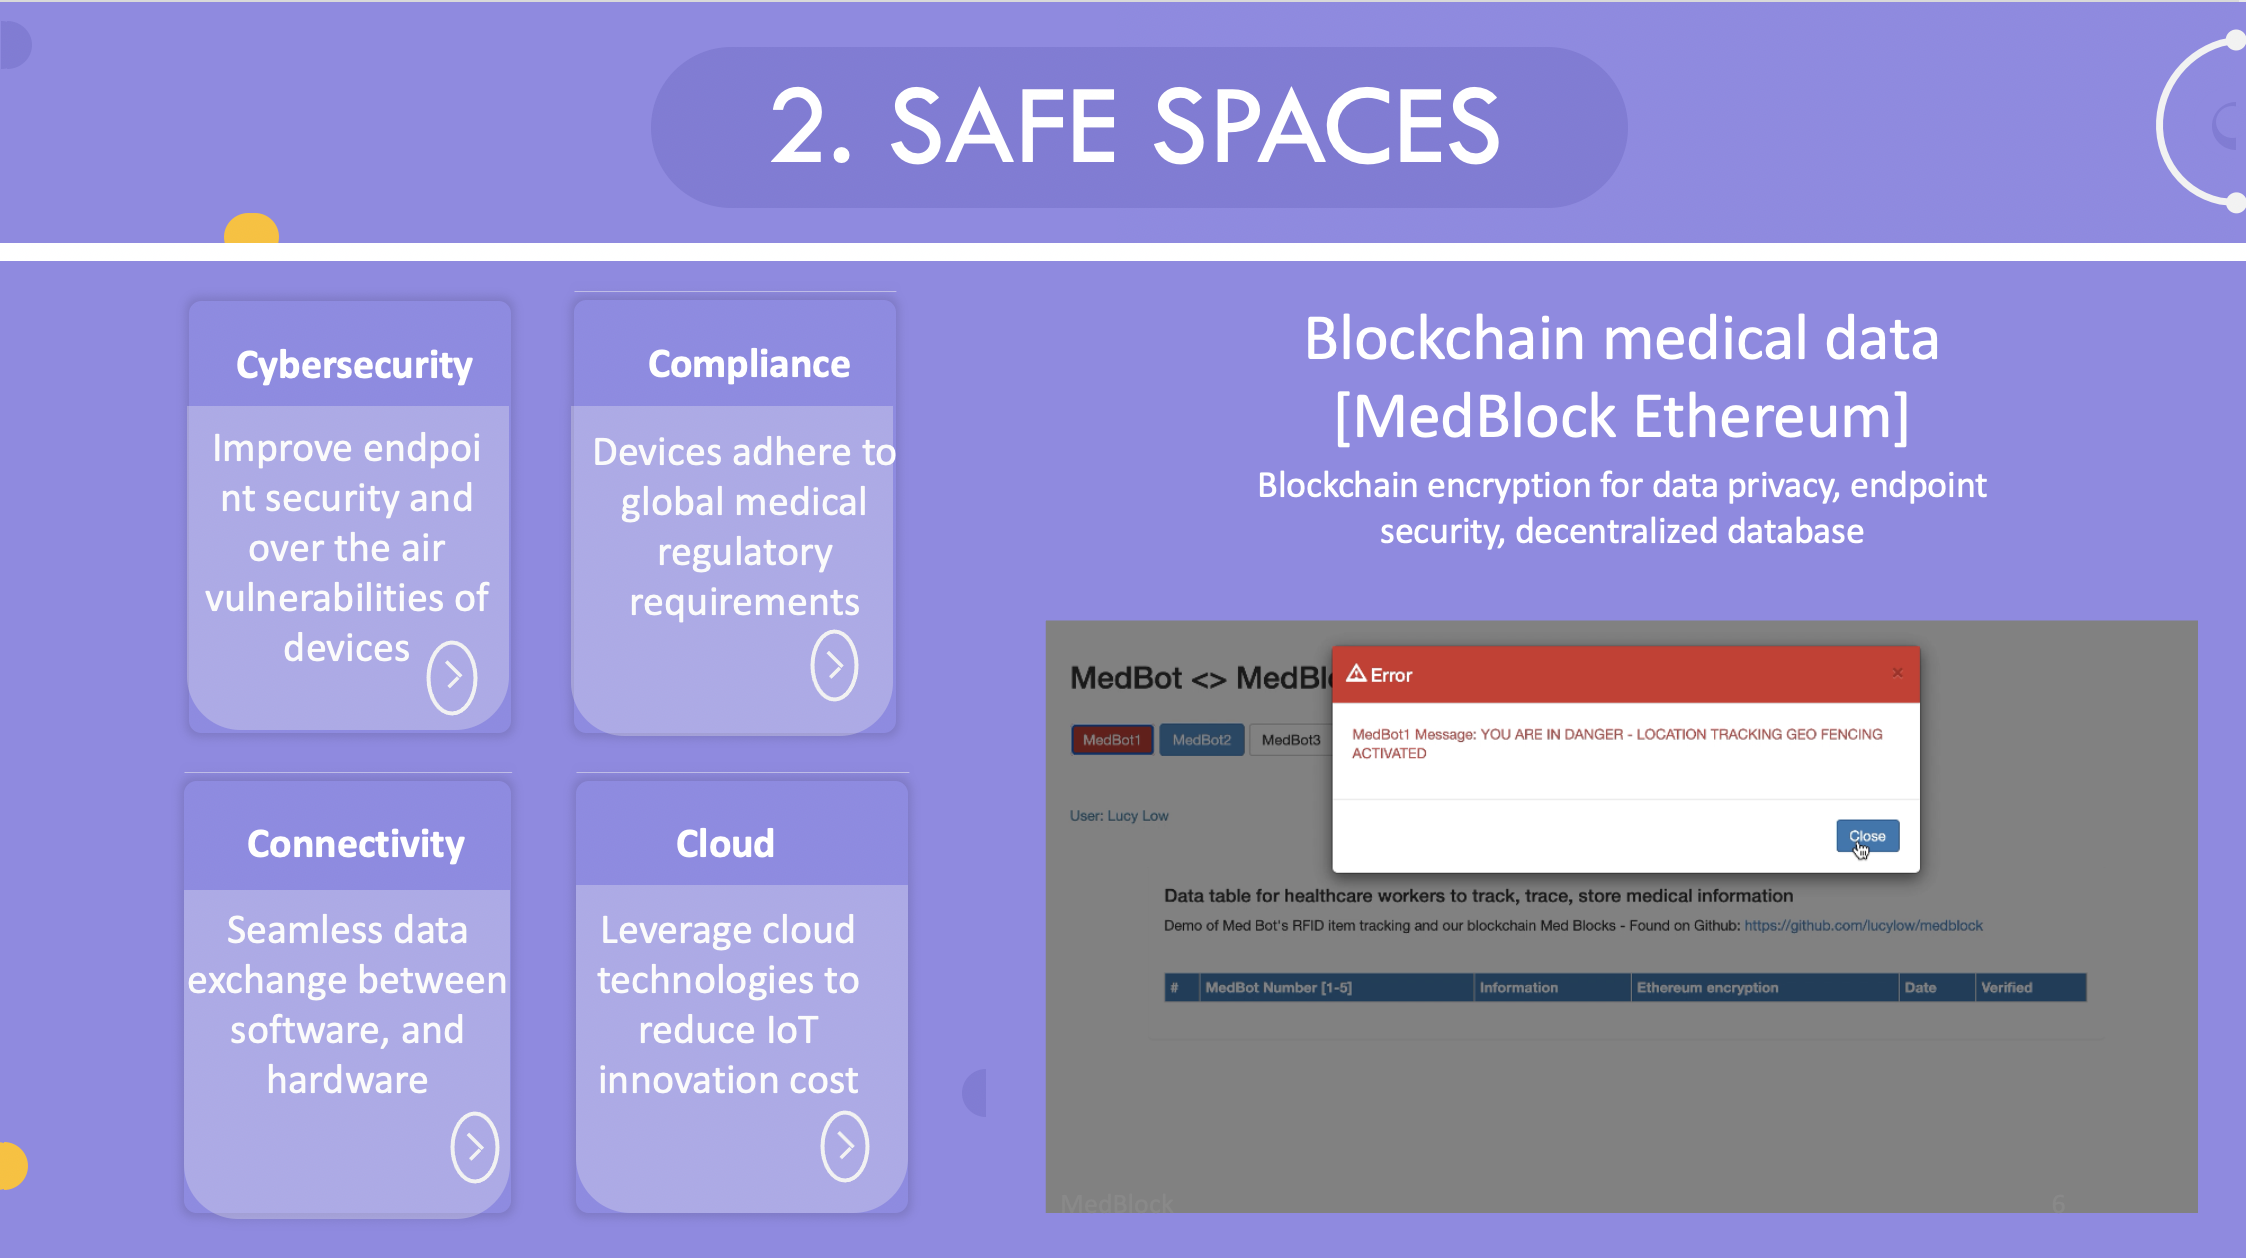 2. SAFE SPACES
Cybersecurity
Improve endpoi
nt security and
over the air
vulnerabilities of
devices
Compliance
Devices adhere to
global medical
regulatory
requirements
Connectivity
Seamless data
exchange between
software, and
hardware
Cloud
Leverage cloud
technologies to
reduce IoT
innovation cost
Blockchain medical data
[MedBlock Ethereum]
Blockchain encryption for data privacy, endpoint
security, decentralized database
MedBot <> MedBl
Error ×
MedBot1 Message: YOU ARE IN DANGER - LOCATION TRACKING GEO FENCING
ACTIVATED
Close
MedBot1 MedBot2 MedBot3
User: Lucy Low
Data table for healthcare workers to track, trace, store medical information
Demo of Med Bot's RFID item tracking and our blockchain Med Blocks - Found on Github: https://github.com/lucylow/medblock
# MedBot Number [1-5] Information Ethereum encryption Date Verified
MedBlock 6